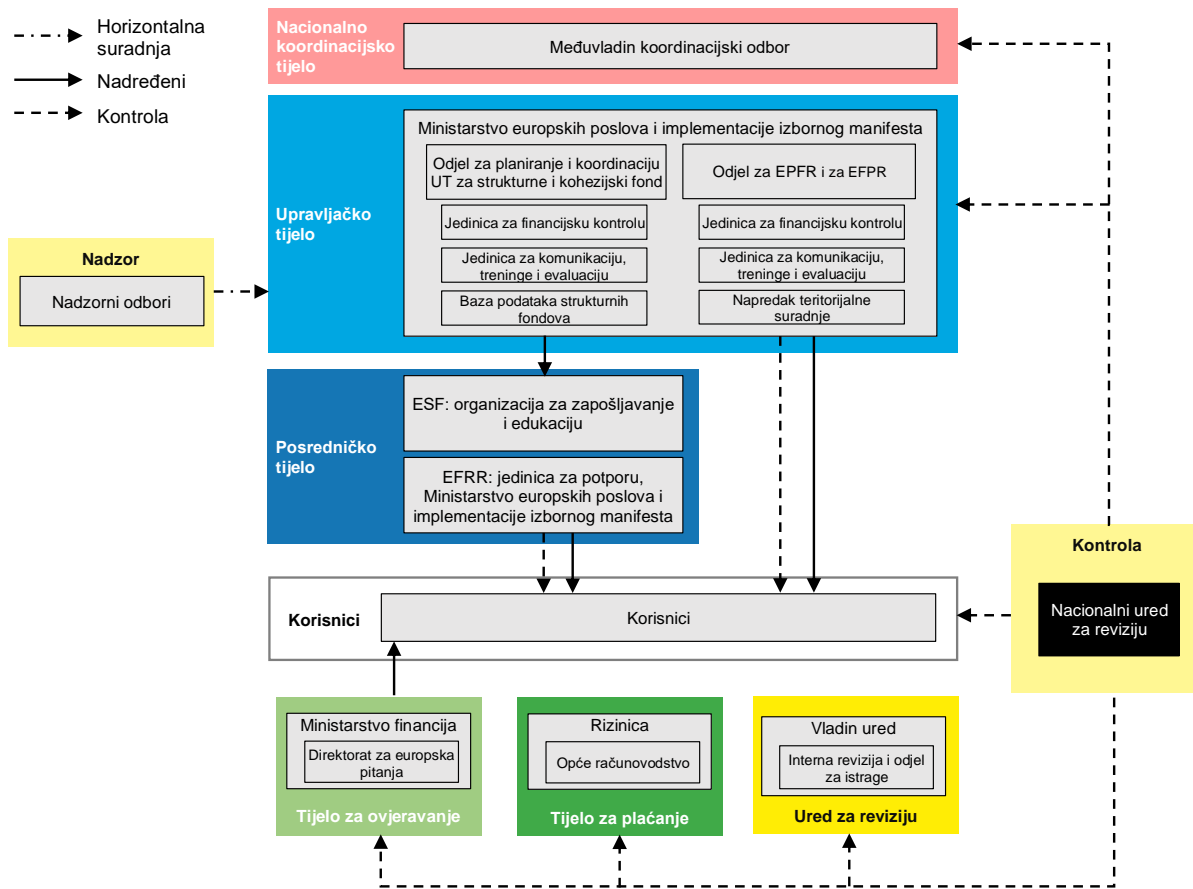 Horizontalna
suradnja
Nadređeni
Kontrola
Nacionalno
koordinacijsko
tijelo
Međuvladin koordinacijski odbor
Upravljačko
tijelo
Ministarstvo europskih poslova i implementacije izbornog manifesta
Odjel za planiranje i koordinaciju
UT za strukturne i kohezijski fond
Jedinica za financijsku kontrolu
Jedinica za komunikaciju,
treninge i evaluaciju
Baza podataka strukturnih
fondova
Odjel za EPFR i za EFPR
Jedinica za financijsku kontrolu
Jedinica za komunikaciju,
treninge i evaluaciju
Napredak teritorijalne
suradnje
Nadzor
Nadzorni odbori
Posredničko
tijelo
ESF: organizacija za zapošljavanje
i edukaciju
EFRR: jedinica za potporu,
Ministarstvo europskih poslova i
implementacije izbornog manifesta
Kontrola
Nacionalni ured
za reviziju
Korisnici
Korisnici
Ministarstvo financija
Direktorat za europska
pitanja
Tijelo za ovjeravanje
Rizinica
Opće računovodstvo
Tijelo za plaćanje
Vladin ured
Interna revizija i odjel
za istrage
Ured za reviziju